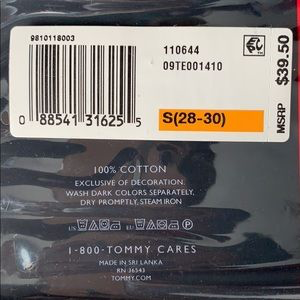 9810118003
110644
09TE001410
0 88541 31625 5
S(28-30)
MSRP $39.50
100% COTTON
EXCLUSIVE OF DECORATION.
WASH DARK COLORS SEPARATELY,
DRY PROMPTLY, STEAM IRON
US
1-800-TOMMY CARES
MADE IN SRI LANKA
RN 36543
TOMMY.COM